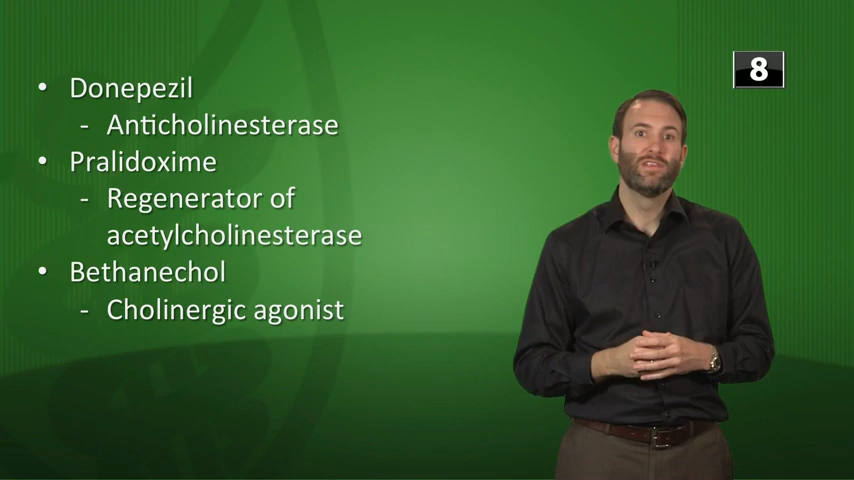 8
• Donepezil
- Anticholinesterase
• Pralidoxime
- Regenerator of
acetylcholinesterase
• Bethanechol
- Cholinergic agonist